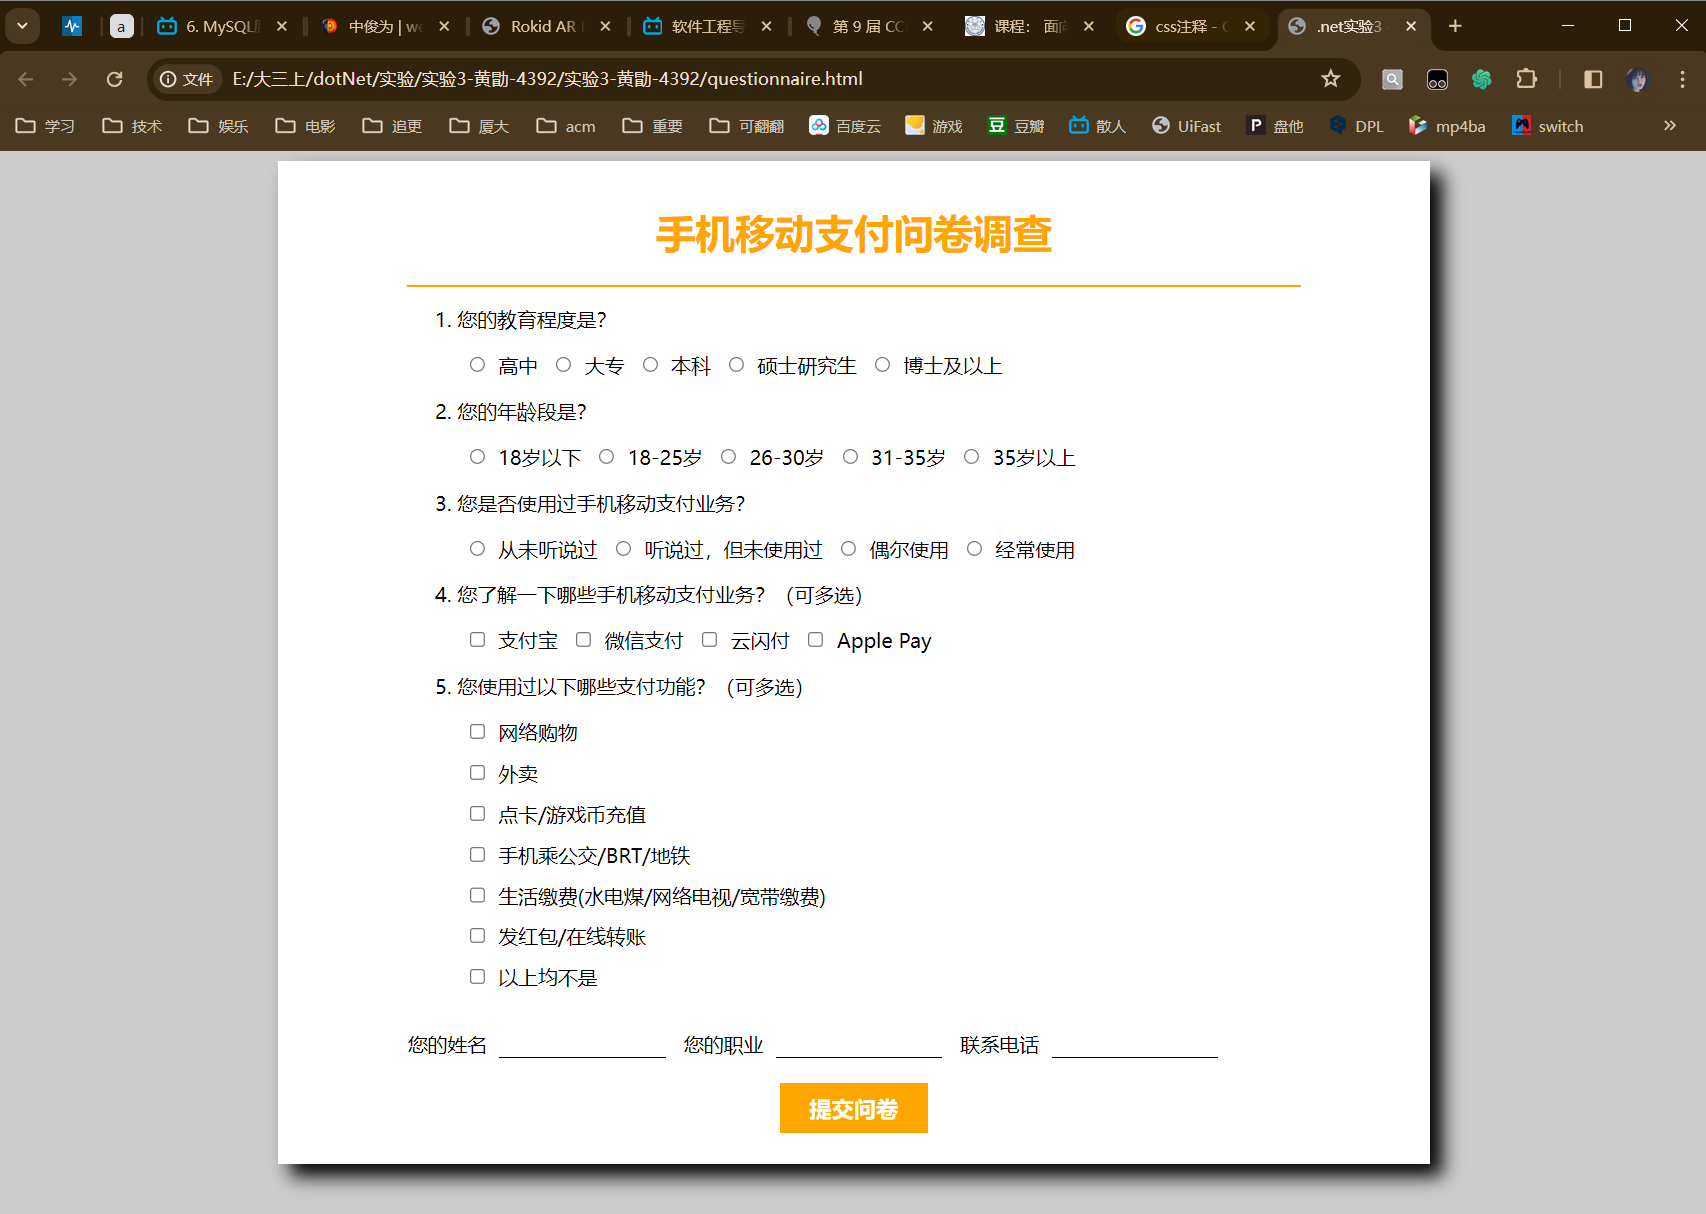 a
6. MySQL
中俊为 | we
Rokid AR
软件工程导
第 9 届 CC
课程： 面向
css注释 - G
.net实验3
文件 E:/大三上/dotNet/实验/实验3-黄勖-4392/实验3-黄勖-4392/questionnaire.html
学习 技术 娱乐 电影 追更 厦大 acm 重要 可翻翻 百度云 游戏 豆 豆瓣 散人 UiFast P 盘他 DPL mp4ba switch
手机移动支付问卷调查
1. 您的教育程度是？
高中 大专 本科 硕士研究生 博士及以上
2. 您的年龄段是？
18岁以下 18-25岁 26-30岁 31-35岁 35岁以上
3. 您是否使用过手机移动支付业务？
从未听说过 听说过，但未使用过 偶尔使用 经常使用
4. 您了解一下哪些手机移动支付业务？（可多选）
支付宝 微信支付 云闪付 Apple Pay
5. 您使用过以下哪些支付功能？（可多选）
网络购物
外卖
点卡/游戏币充值
手机乘公交/BRT/地铁
生活缴费(水电煤/网络电视/宽带缴费)
发红包/在线转账
以上均不是
您的姓名 您的职业 联系电话
提交问卷